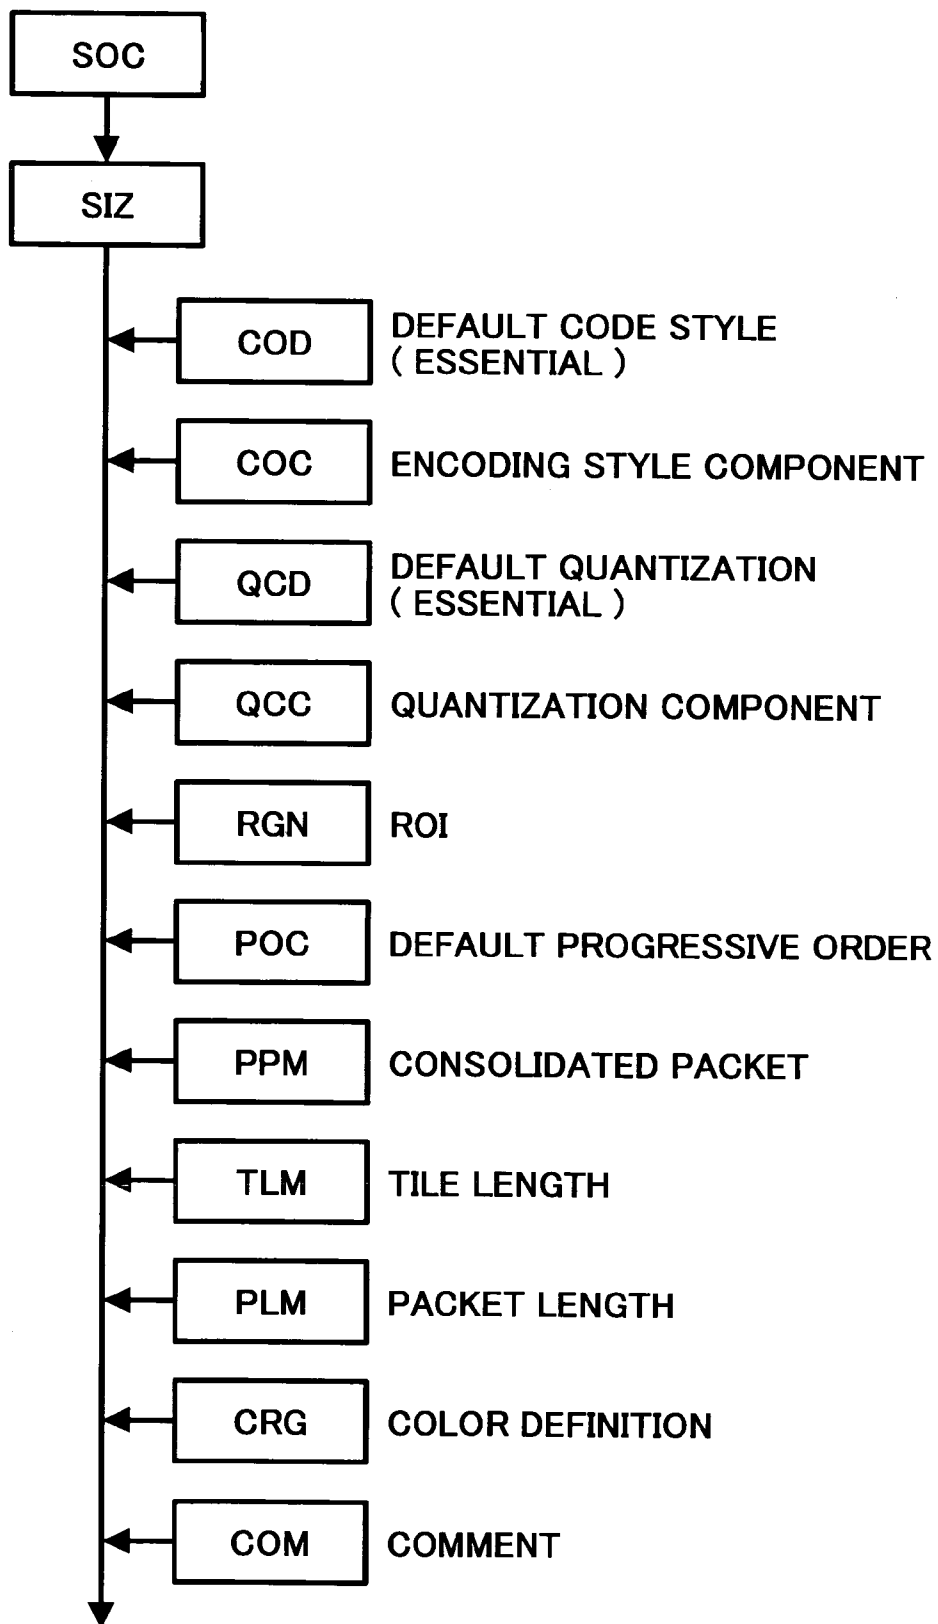 SOC
SIZ
COD
DEFAULT CODE STYLE
( ESSENTIAL )
COC
ENCODING STYLE COMPONENT
QCD
DEFAULT QUANTIZATION
( ESSENTIAL )
QCC
QUANTIZATION COMPONENT
RGN
ROI
POC
DEFAULT PROGRESSIVE ORDER
PPM
CONSOLIDATED PACKET
TLM
TILE LENGTH
PLM
PACKET LENGTH
CRG
COLOR DEFINITION
COM
COMMENT